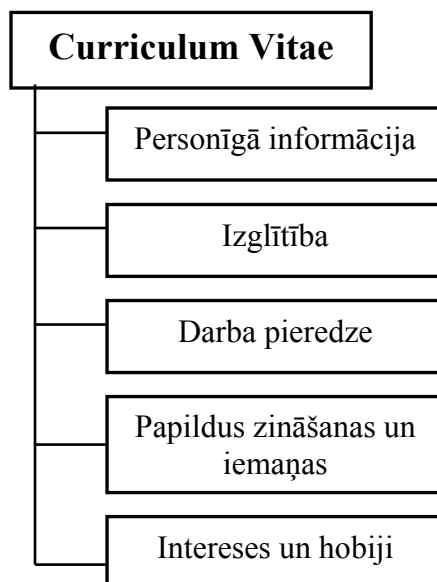 Curriculum Vitae
Personīgā informācija
Izglītība
Darba pieredze
Papildus zināšanas un
iemaņas
Intereses un hobiji